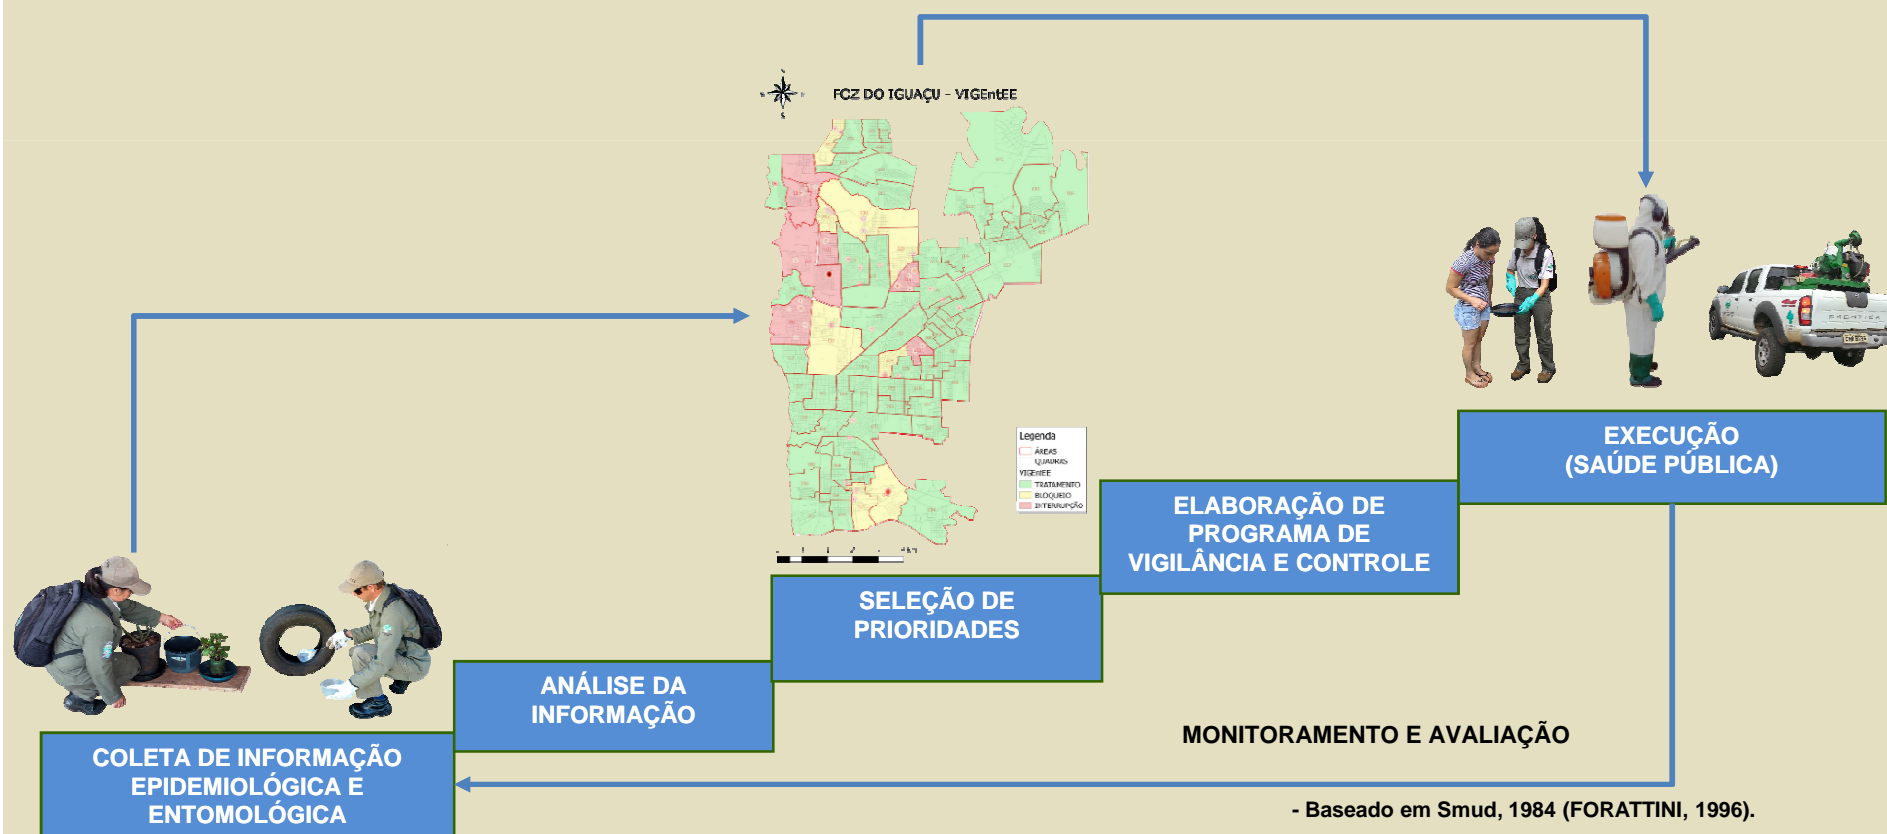 FOZ DO IGUAÇU - VIGEntEE
Legenda
ÁREAS
QUADRAS
VIGEntEE
TRATAMENTO
BLOQUEIO
INTERRUPÇÃO
EXECUÇÃO
(SAÚDE PÚBLICA)
ELABORAÇÃO DE
PROGRAMA DE
VIGILÂNCIA E CONTROLE
SELEÇÃO DE
PRIORIDADES
ANÁLISE DA
INFORMAÇÃO
COLETA DE INFORMAÇÃO
EPIDEMIOLÓGICA E
ENTOMOLÓGICA
MONITORAMENTO E AVALIAÇÃO
- Baseado em Smud, 1984 (FORATTINI, 1996).